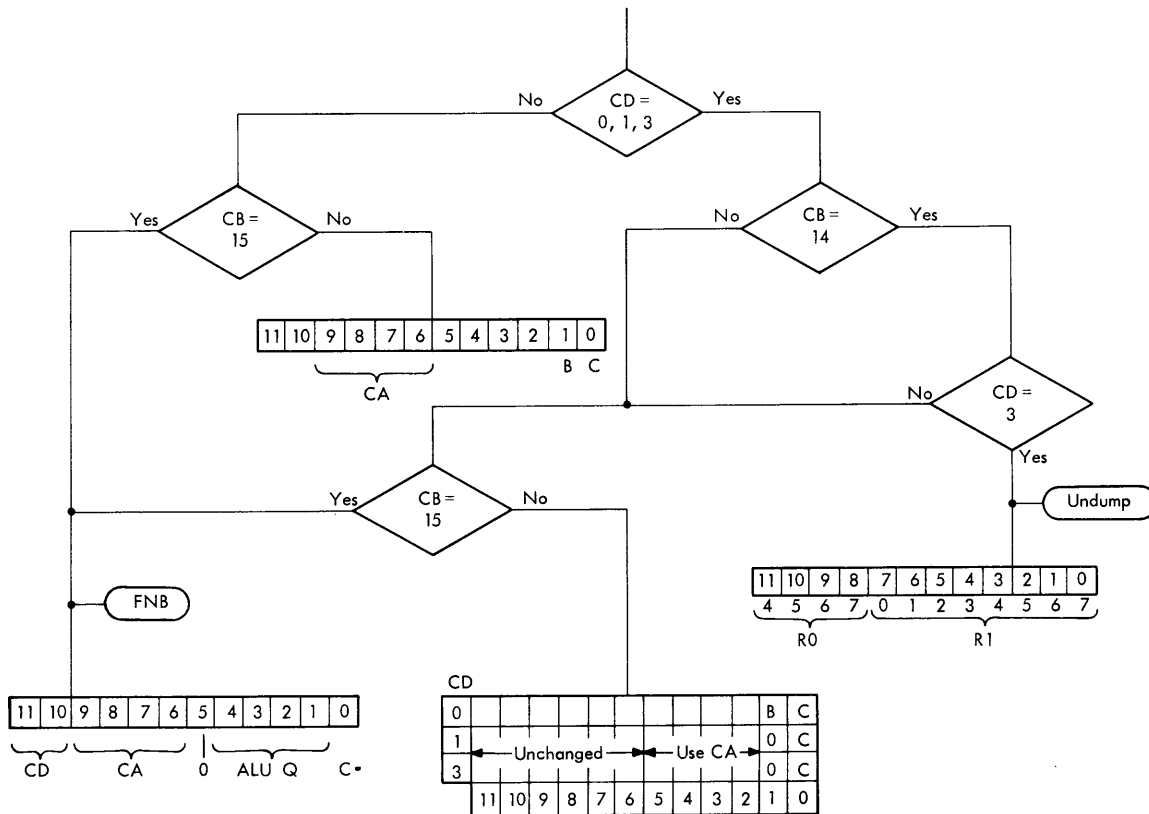 No
CD =
0, 1, 3
Yes
Yes
CB =
15
No
No
CB =
14
Yes
11 10 9 8 7 6 5 4 3 2 1 0
B C
CA
No
CD =
3
Yes
Yes
CB =
15
No
Undump
11 10 9 8 7 6 5 4 3 2 1 0
4 5 6 7 0 1 2 3 4 5 6 7
R0 R1
FNB
11 10 9 8 7 6 5 4 3 2 1 0
CD CA 0 ALU Q C
CD
0 B C
1 Unchanged Use CA 0 C
3 0 C
11 10 9 8 7 6 5 4 3 2 1 0